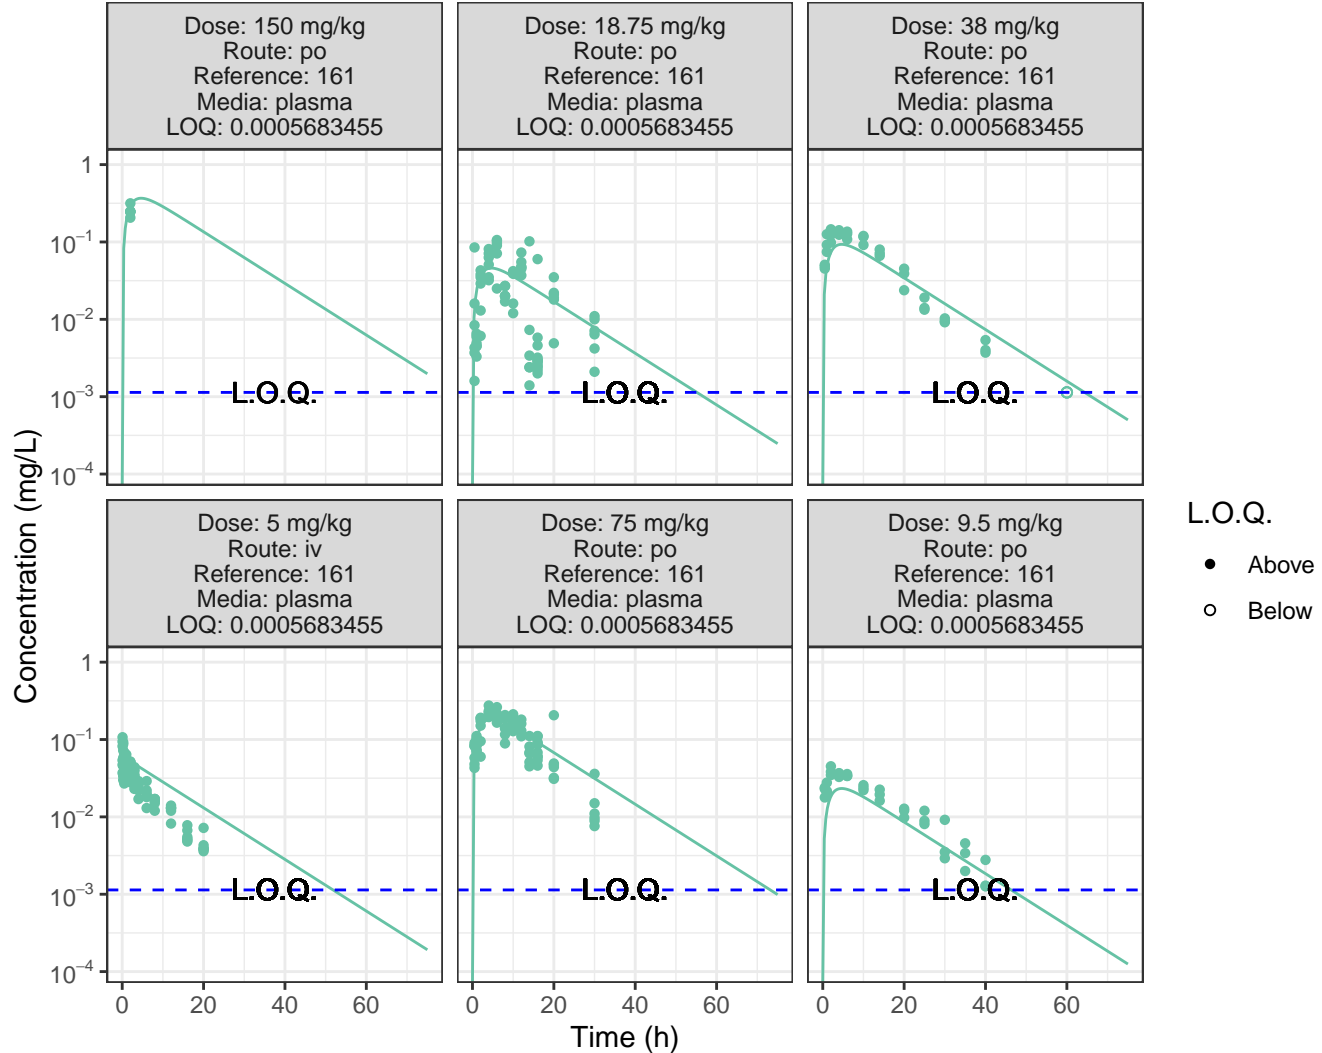 Dose: 150 mg/kg
Route: po
Reference: 161
Media: plasma
LOQ: 0.0005683455
Dose: 18.75 mg/kg
Route: po
Reference: 161
Media: plasma
LOQ: 0.0005683455
Dose: 38 mg/kg
Route: po
Reference: 161
Media: plasma
LOQ: 0.0005683455
1
10⁻¹
10⁻²
10⁻³
10⁻⁴
L.O.Q.
L.O.Q.
L.O.Q.
Dose: 5 mg/kg
Route: iv
Reference: 161
Media: plasma
LOQ: 0.0005683455
Dose: 75 mg/kg
Route: po
Reference: 161
Media: plasma
LOQ: 0.0005683455
Dose: 9.5 mg/kg
Route: po
Reference: 161
Media: plasma
LOQ: 0.0005683455
1
10⁻¹
10⁻²
10⁻³
10⁻⁴
L.O.Q.
L.O.Q.
L.O.Q.
0 20 40 60
0 20 40 60
0 20 40 60
Time (h)
Concentration (mg/L)
L.O.Q.
Above
Below